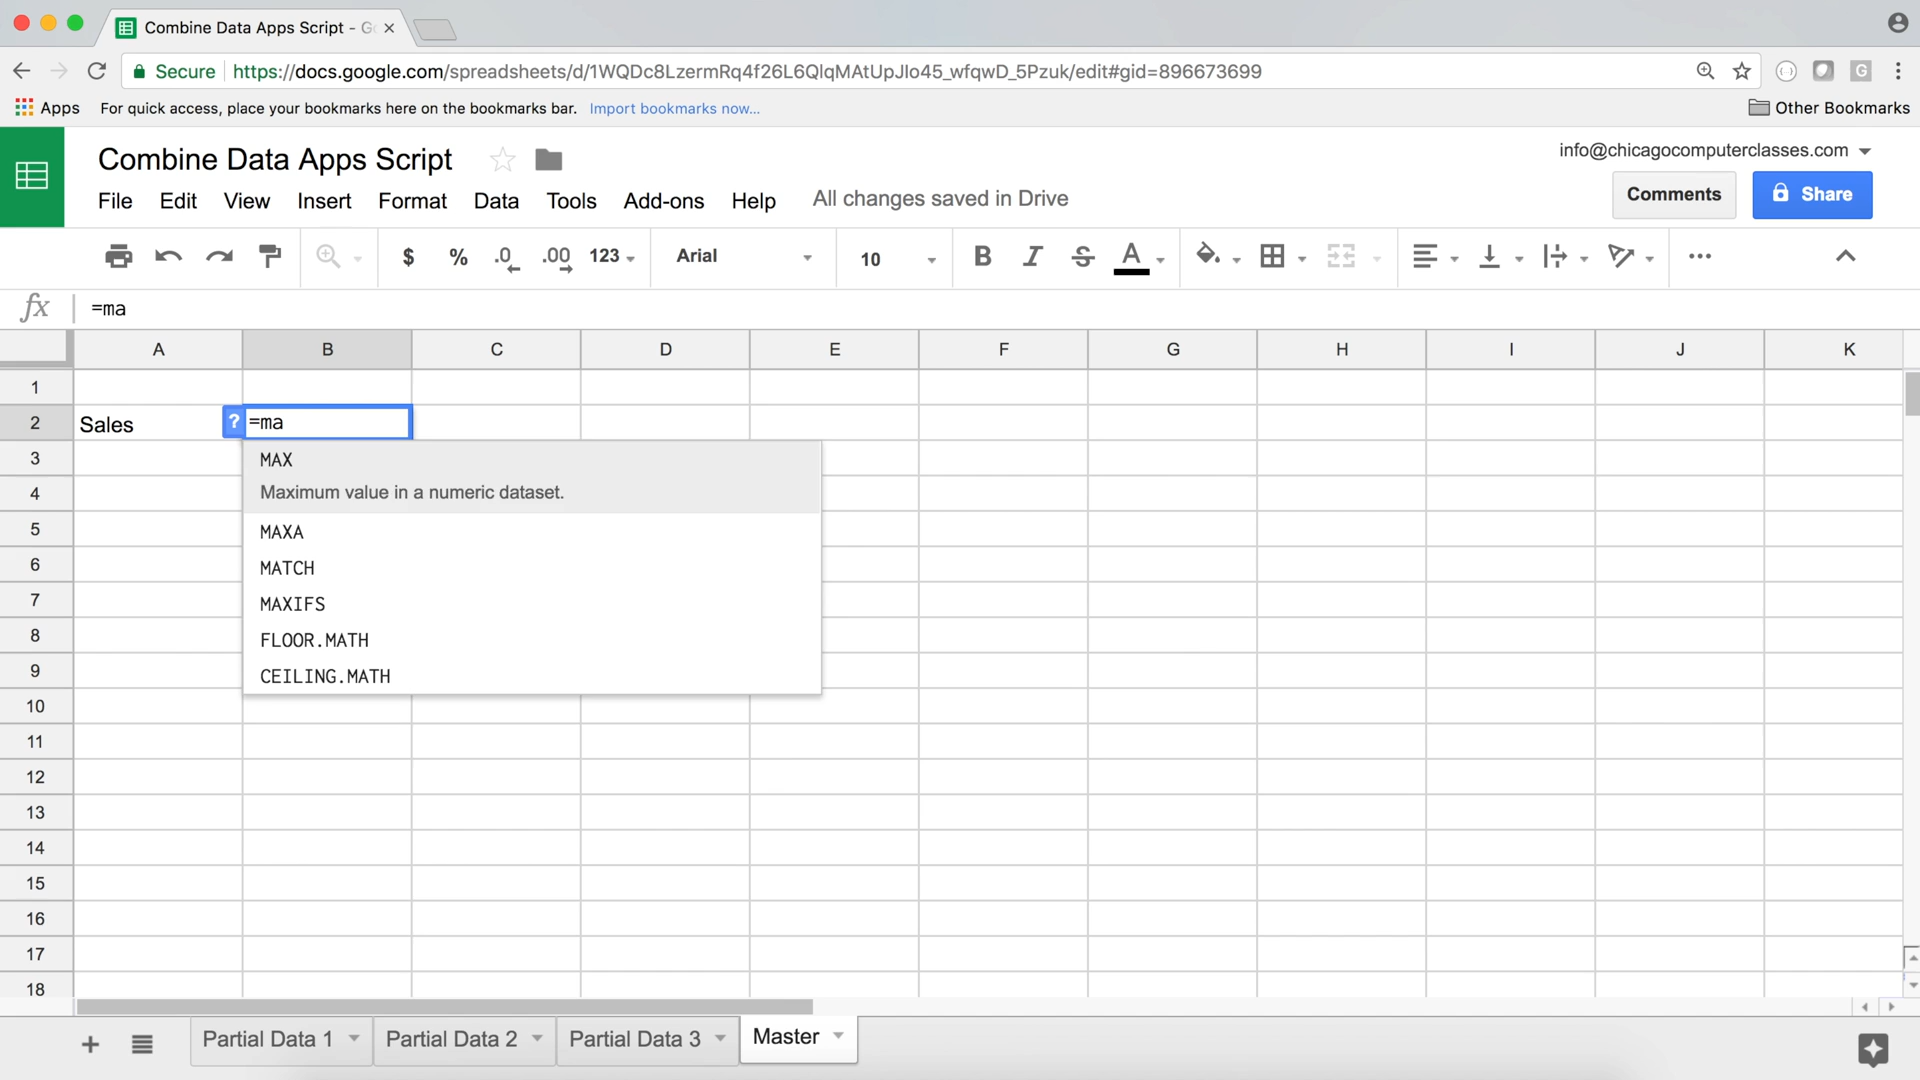 Combine Data Apps Script - G
Secure https://docs.google.com/spreadsheets/d/1WQDc8LzermRq4f26L6QlqMAtUpJlo45_wfqwD_5Pzuk/edit#gid=896673699
Apps For quick access, place your bookmarks here on the bookmarks bar. Import bookmarks now... Other Bookmarks
Combine Data Apps Script
info@chicagocomputerclasses.com
File Edit View Insert Format Data Tools Add-ons Help All changes saved in Drive
Comments Share
$ % .0 .00 123 Arial 10 B I S A
fx =ma
A B C D E F G H I J K
1
2 Sales ? =ma
3 MAX
Maximum value in a numeric dataset.
4
5 MAXA
6 MATCH
7 MAXIFS
8 FLOOR.MATH
9 CEILING.MATH
10
11
12
13
14
15
16
17
18
Partial Data 1 Partial Data 2 Partial Data 3 Master